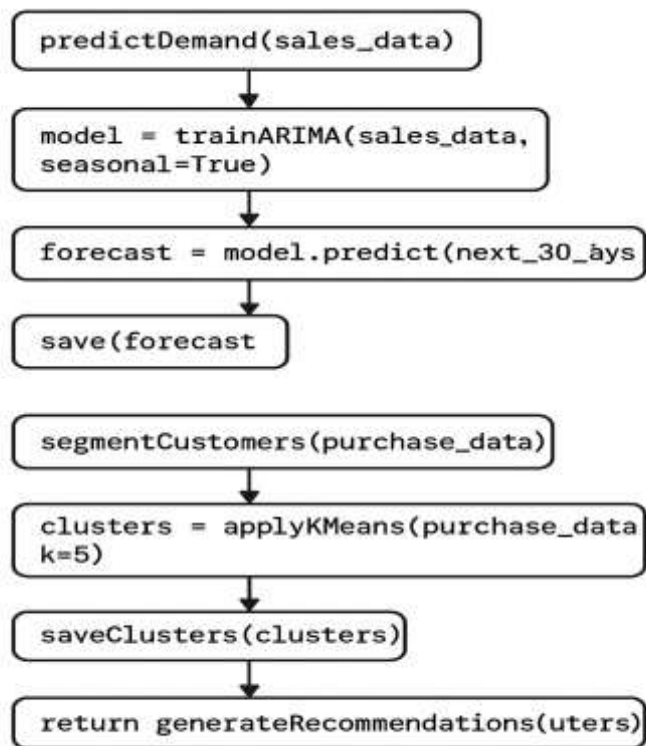 predictDemand(sales_data)
model = trainARIMA(sales_data,
seasonal=True)
forecast = model.predict(next_30_ays
save(forecast
segmentCustomers(purchase_data)
clusters = applyKMeans(purchase_data
k=5)
saveClusters(clusters)
return generateRecommendations(uters)